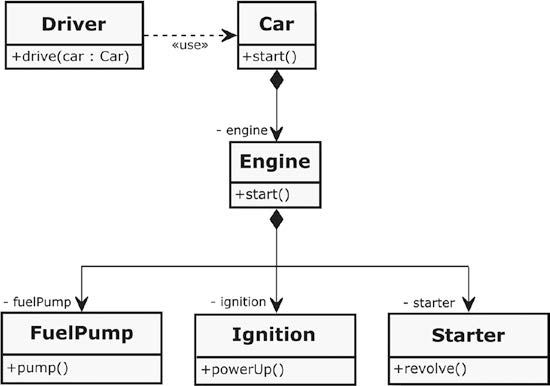 Driver
+drive(car : Car)
«use»
Car
+start()
- engine
Engine
+start()
- fuelPump
- ignition
- starter
FuelPump
+pump()
Ignition
+powerUp()
Starter
+revolve()